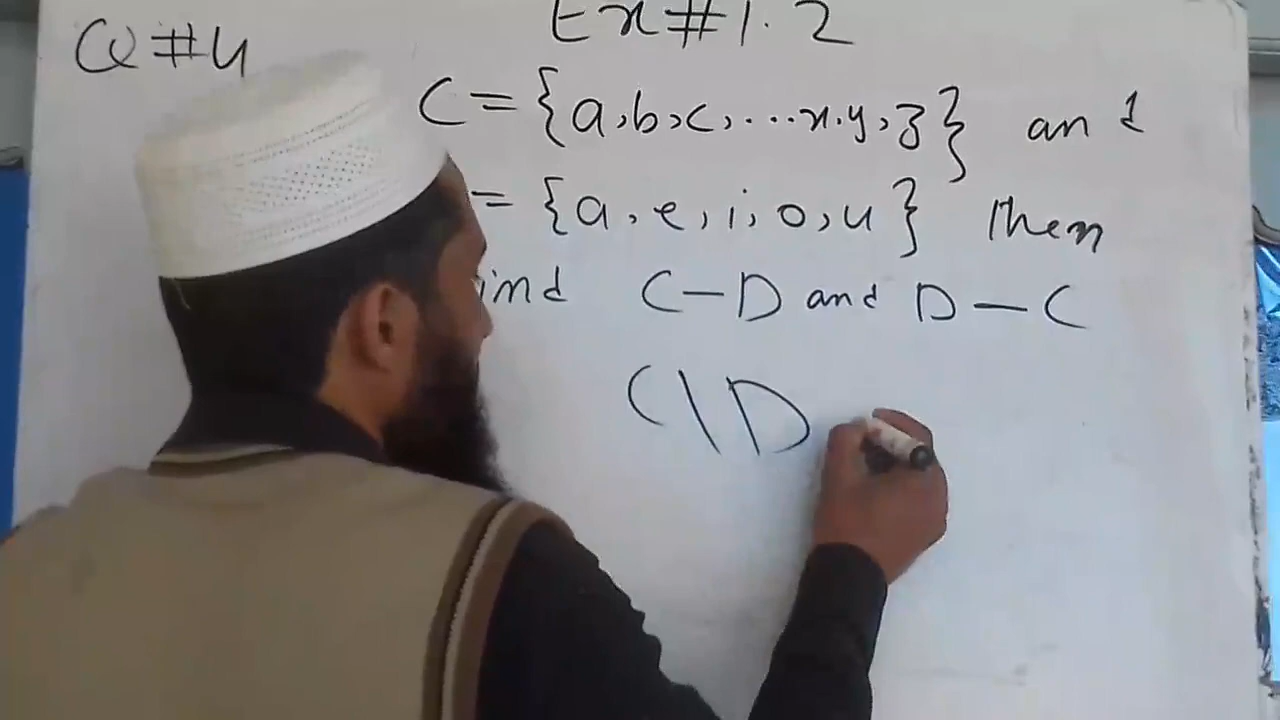 Q#4
Ex#1.2
C={a,b,c,...x,y,z} and
= {a,e,i,o,u} then
ind C-D and D-C
C\D